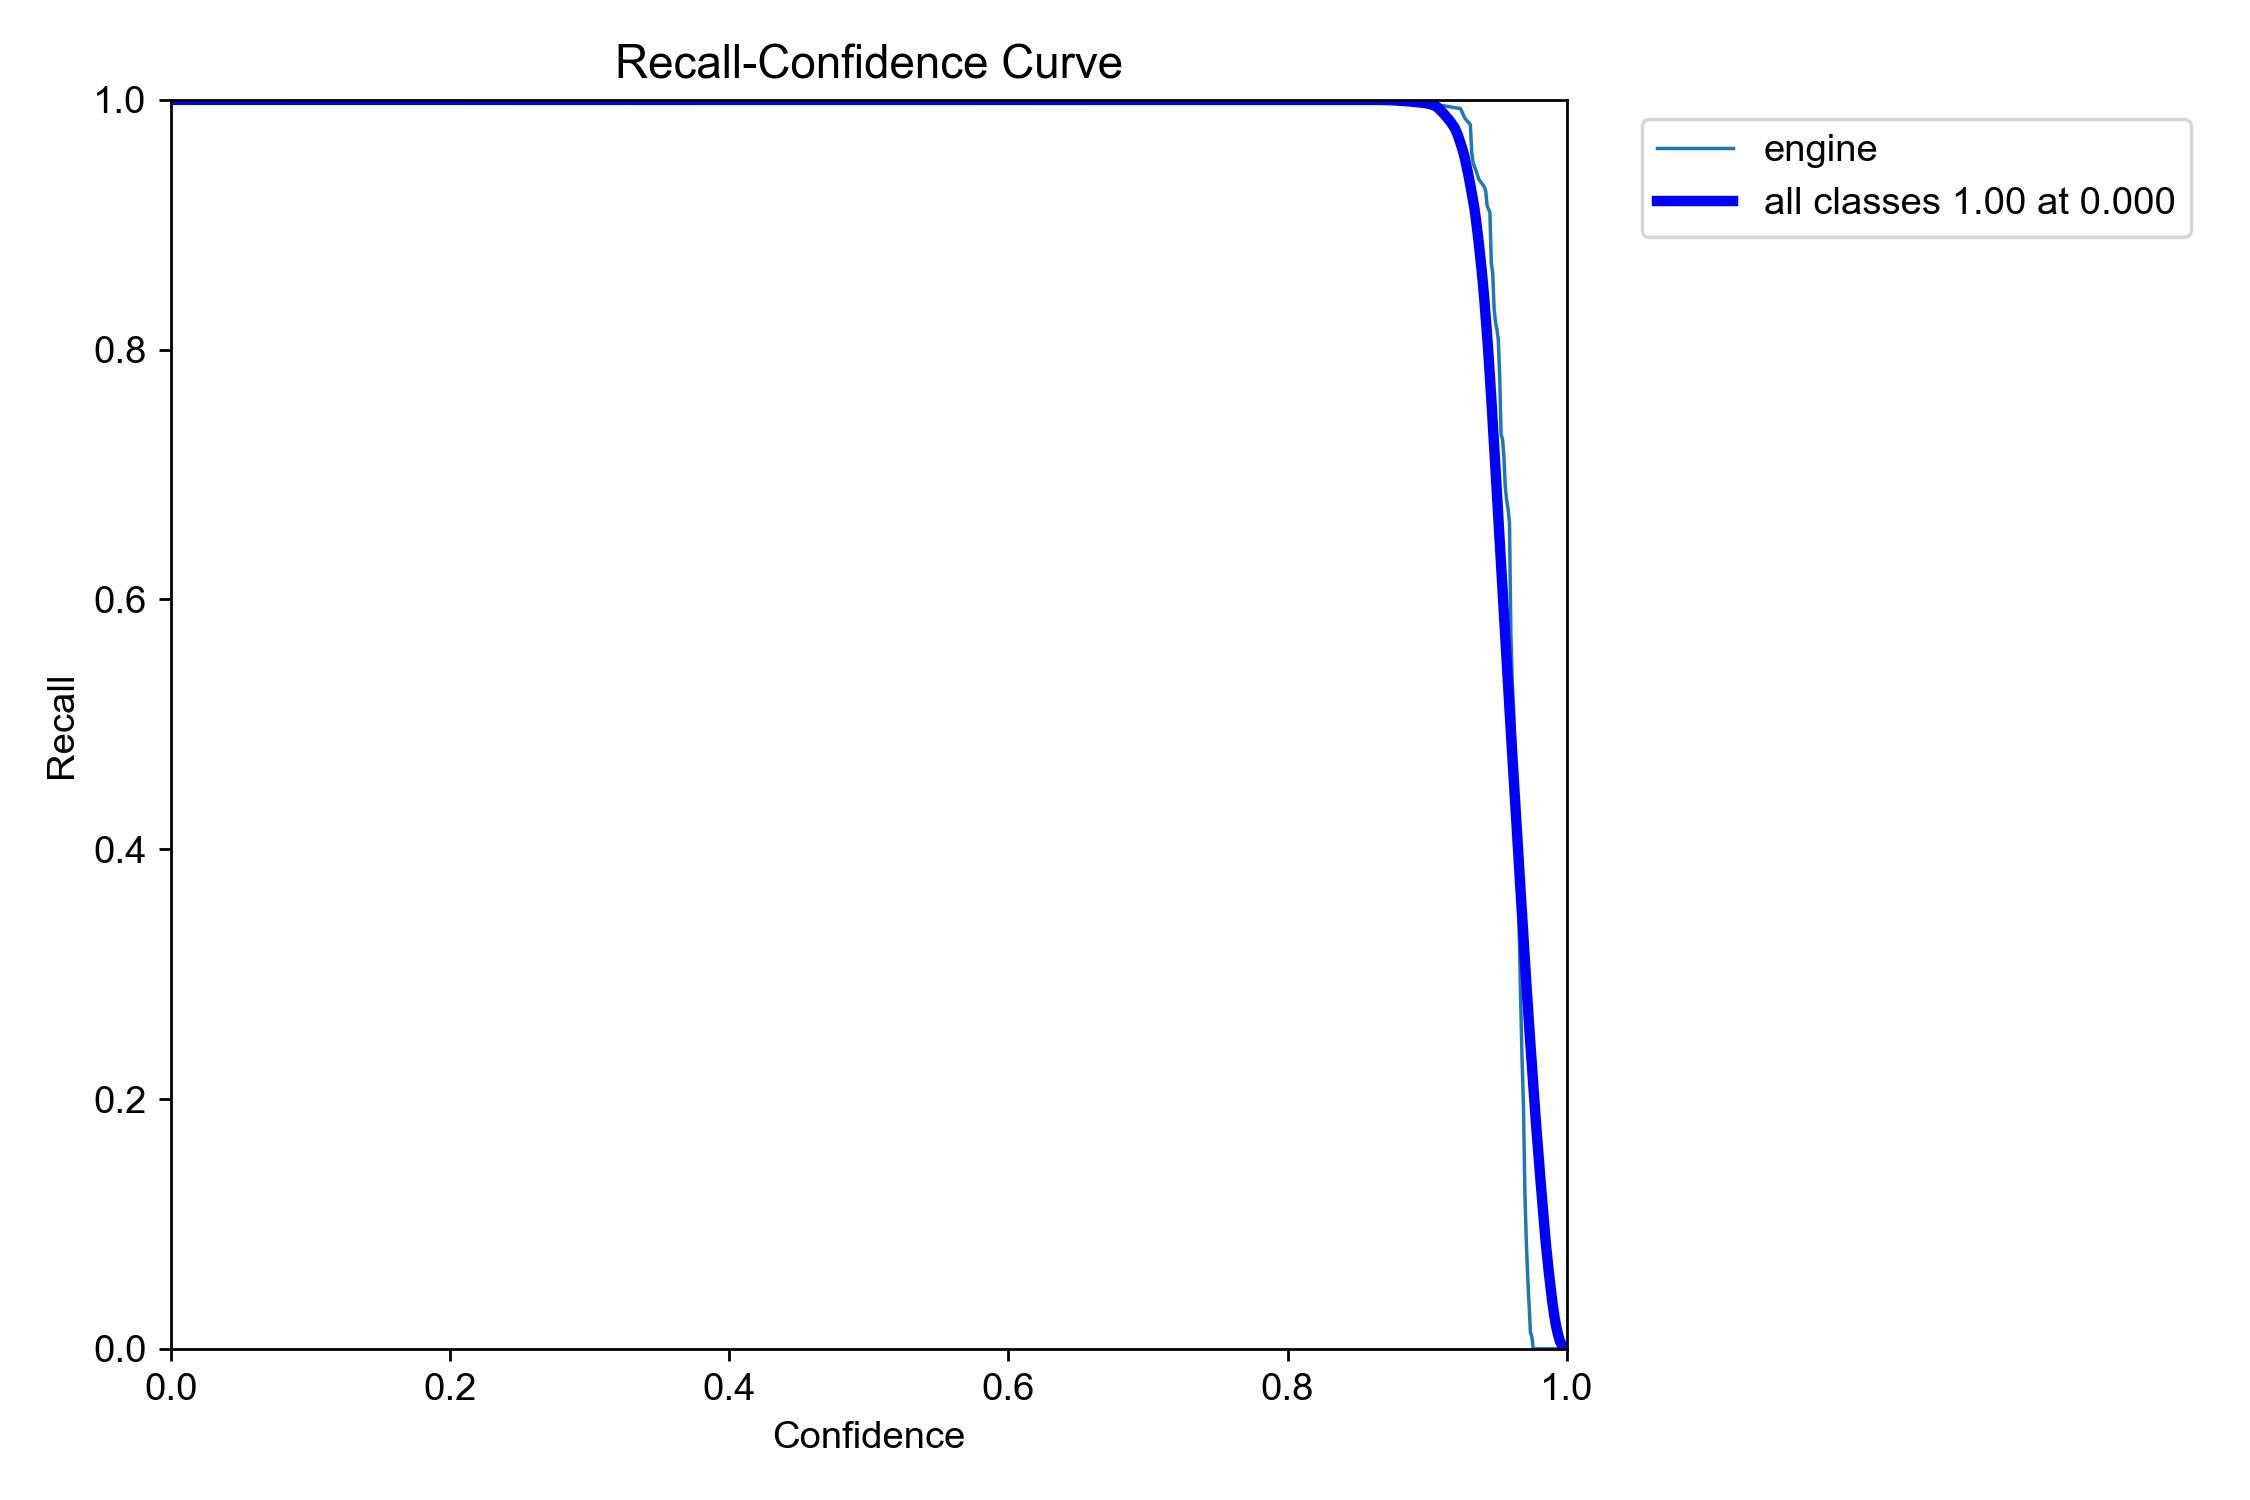 Recall-Confidence Curve
1.0
0.8
0.6
0.4
0.2
0.0
Recall
0.0 0.2 0.4 0.6 0.8 1.0
Confidence
engine
all classes 1.00 at 0.000